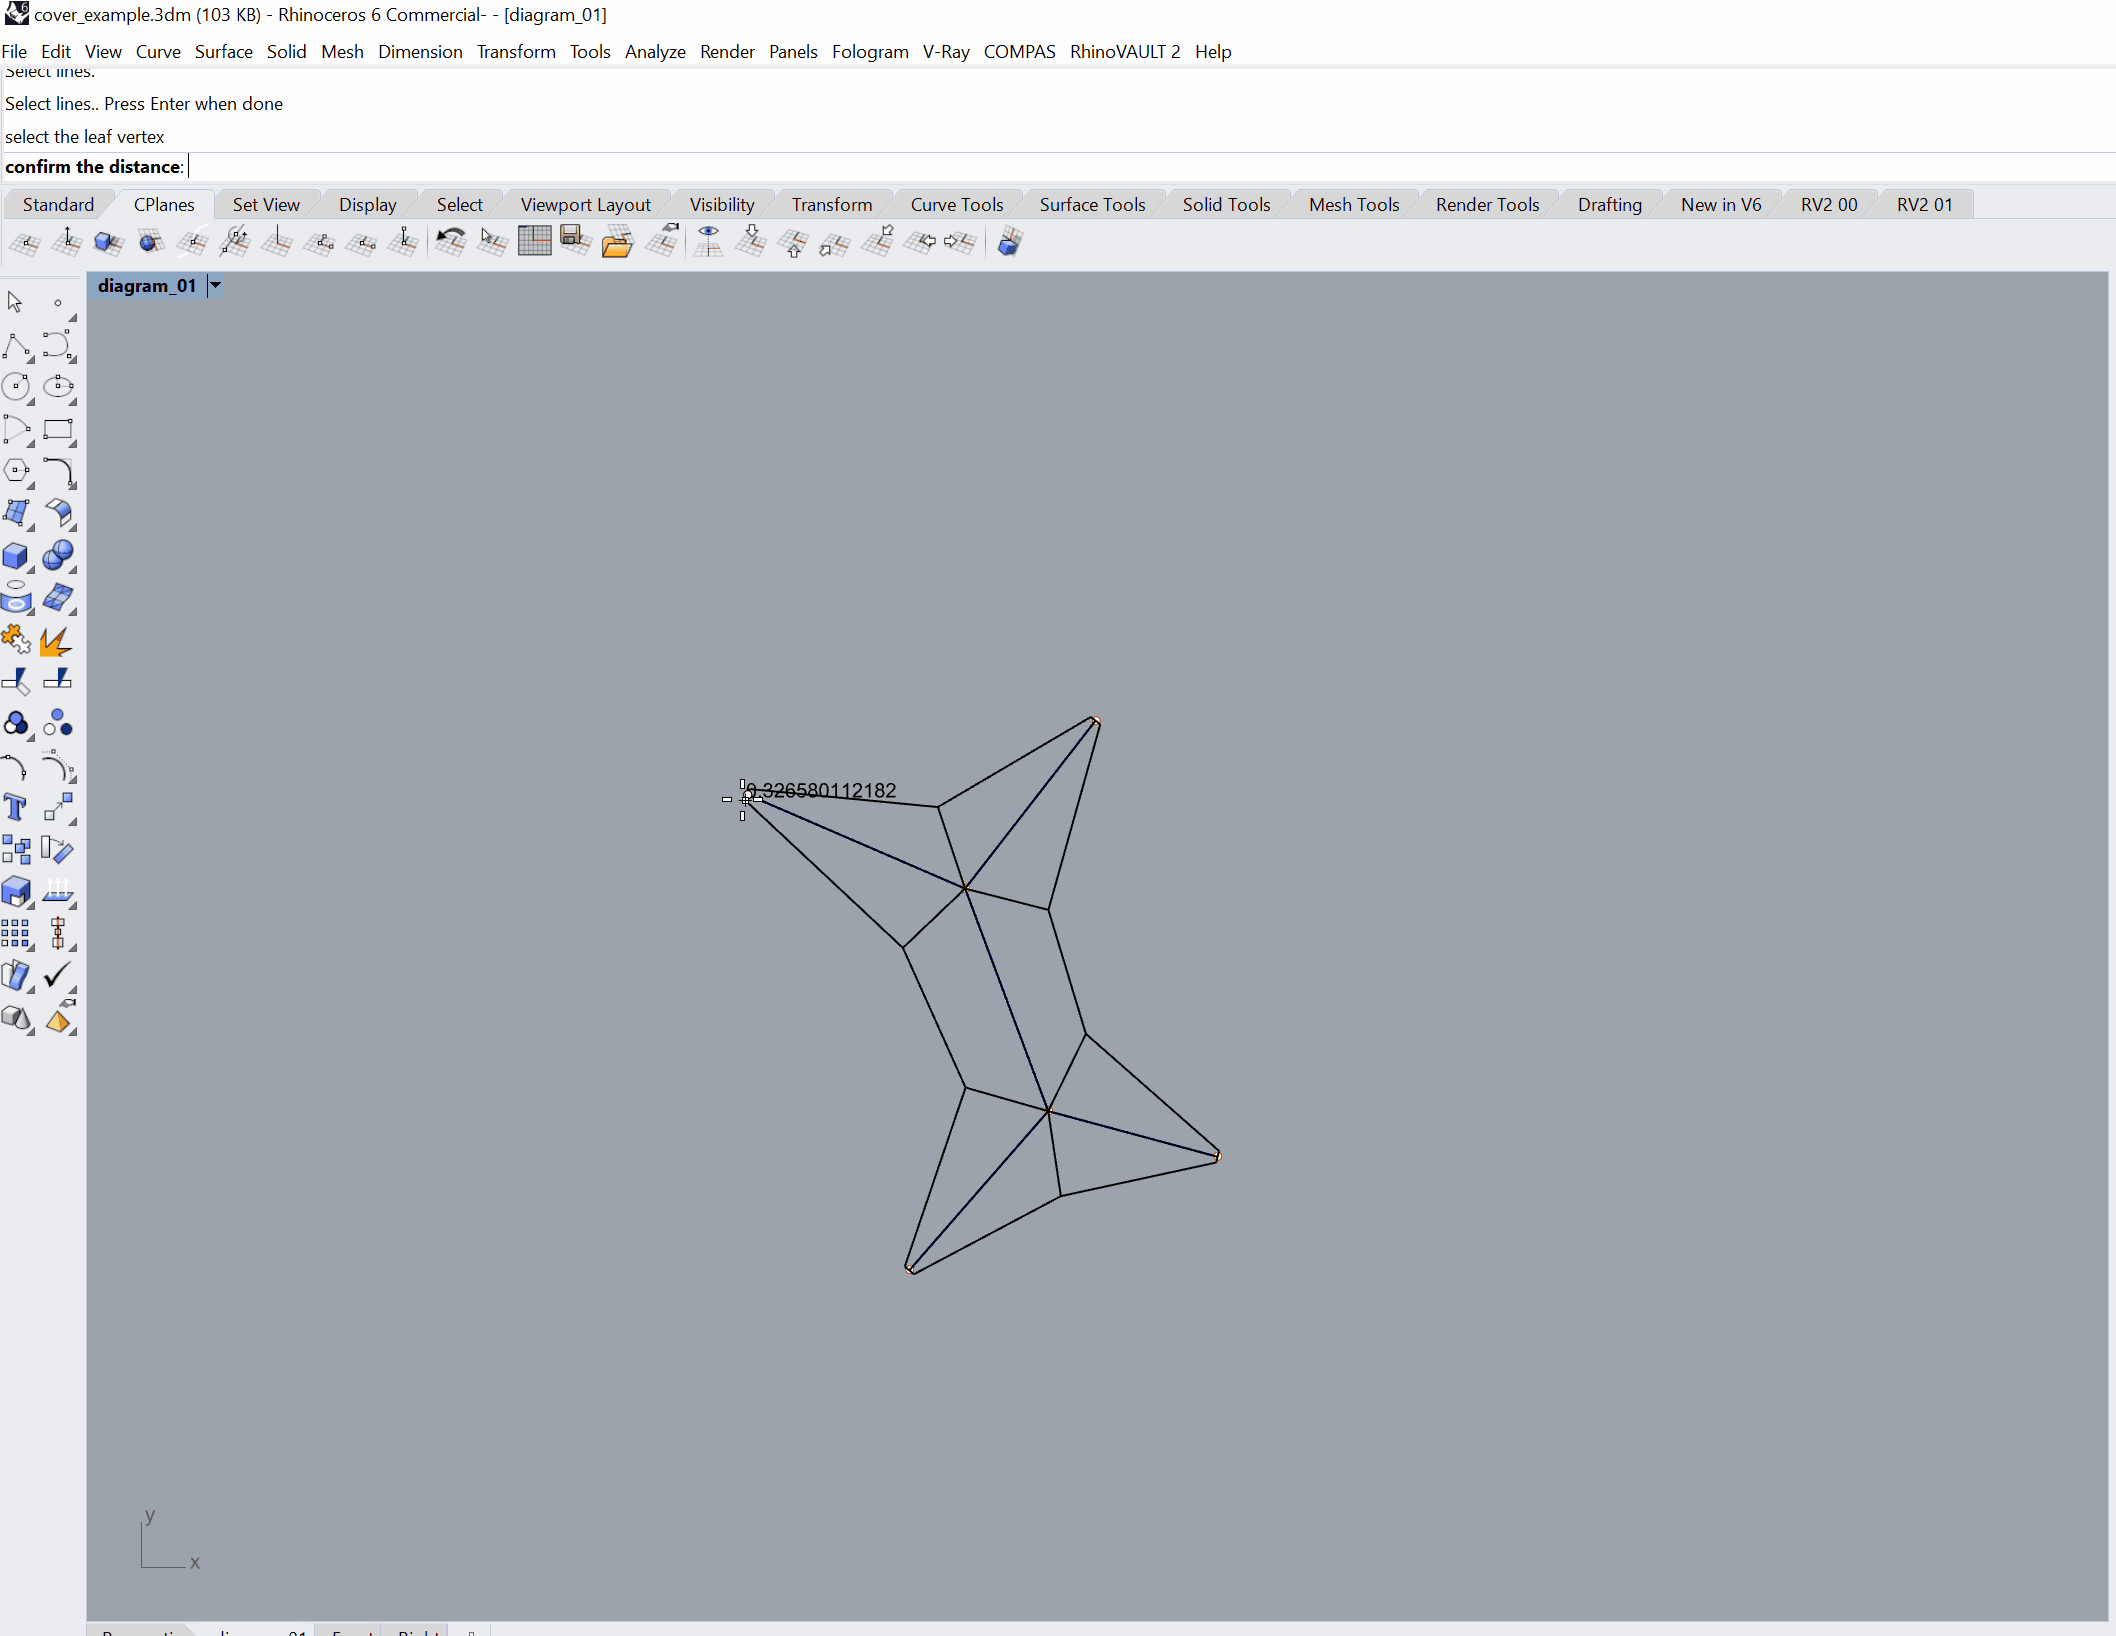 cover_example.3dm (103 KB) - Rhinoceros 6 Commercial- - [diagram_01]
File Edit View Curve Surface Solid Mesh Dimension Transform Tools Analyze Render Panels Fologram V-Ray COMPAS RhinoVAULT 2 Help
Select lines.
Select lines.. Press Enter when done
select the leaf vertex
confirm the distance:
Standard CPlanes Set View Display Select Viewport Layout Visibility Transform Curve Tools Surface Tools Solid Tools Mesh Tools Render Tools Drafting New in V6 RV2 00 RV2 01
diagram_01
0.326580112182
y
x